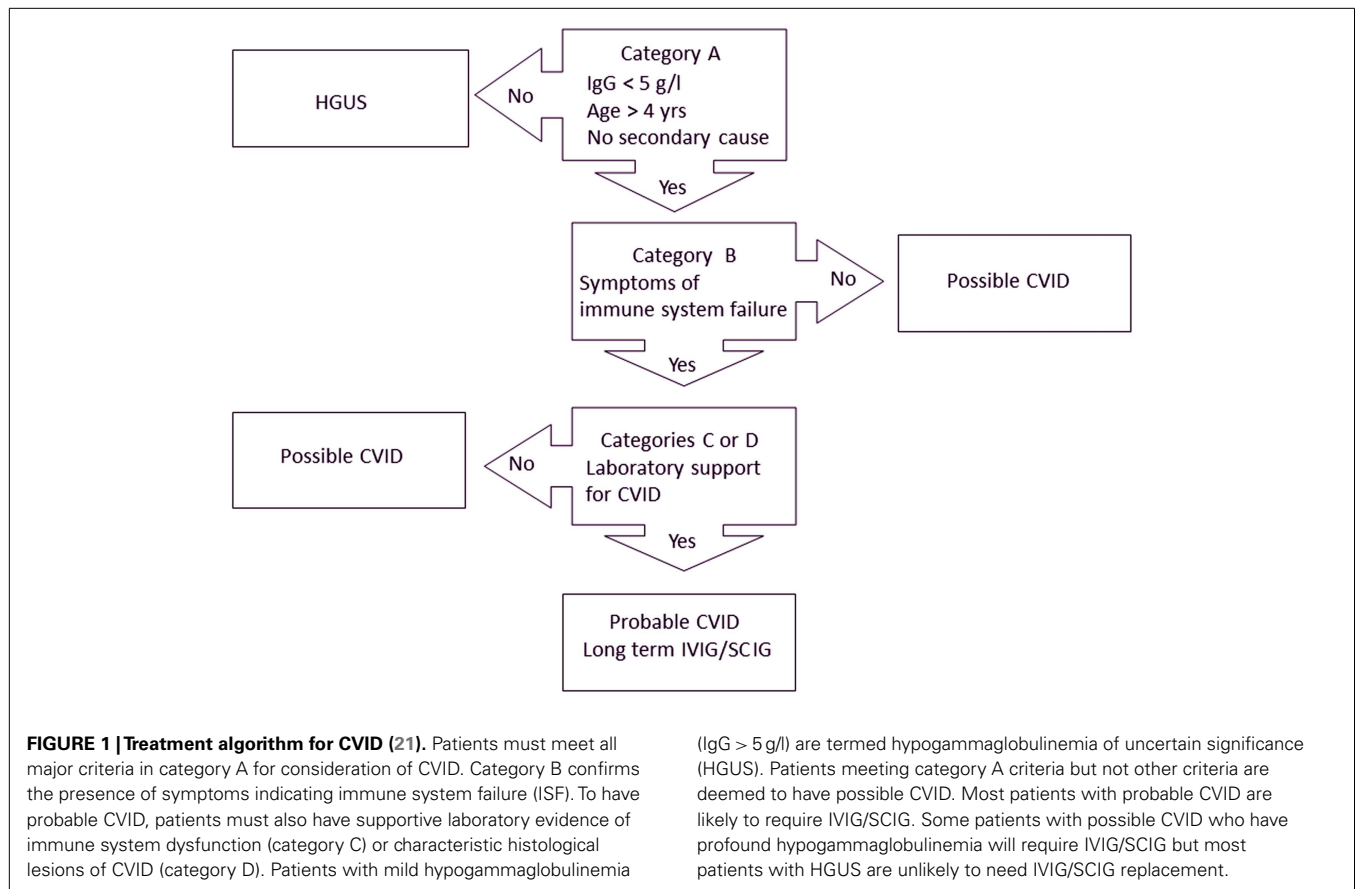 Category A
IgG < 5 g/l
Age > 4 yrs
No secondary cause
No
HGUS
Yes
Category B
Symptoms of
immune system failure
No
Possible CVID
Yes
Categories C or D
Laboratory support
for CVID
No
Possible CVID
Yes
Probable CVID
Long term IVIG/SCIG
FIGURE 1 | Treatment algorithm for CVID (21). Patients must meet all
major criteria in category A for consideration of CVID. Category B confirms
the presence of symptoms indicating immune system failure (ISF). To have
probable CVID, patients must also have supportive laboratory evidence of
immune system dysfunction (category C) or characteristic histological
lesions of CVID (category D). Patients with mild hypogammaglobulinemia
(IgG > 5 g/l) are termed hypogammaglobulinemia of uncertain significance
(HGUS). Patients meeting category A criteria but not other criteria are
deemed to have possible CVID. Most patients with probable CVID are
likely to require IVIG/SCIG. Some patients with possible CVID who have
profound hypogammaglobulinemia will require IVIG/SCIG but most
patients with HGUS are unlikely to need IVIG/SCIG replacement.